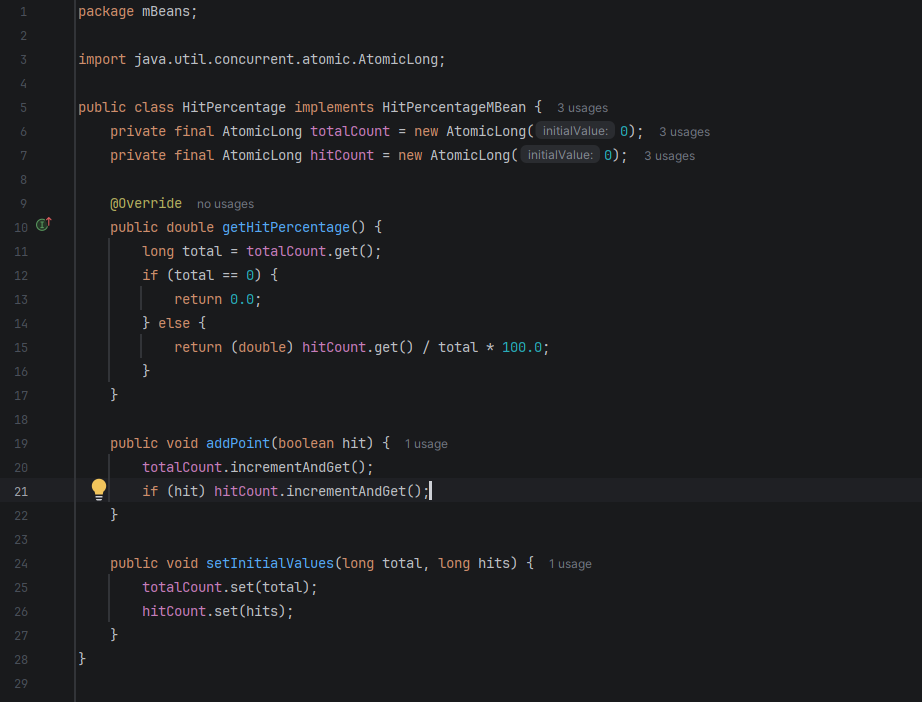 1 package mBeans;
2
3 import java.util.concurrent.atomic.AtomicLong;
4
5 public class HitPercentage implements HitPercentageMBean { 3 usages
6 private final AtomicLong totalCount = new AtomicLong( initialValue: 0); 3 usages
7 private final AtomicLong hitCount = new AtomicLong( initialValue: 0); 3 usages
8
9 @Override no usages
10 public double getHitPercentage() {
11 long total = totalCount.get();
12 if (total == 0) {
13 return 0.0;
14 } else {
15 return (double) hitCount.get() / total * 100.0;
16 }
17 }
18
19 public void addPoint(boolean hit) { 1 usage
20 totalCount.incrementAndGet();
21 if (hit) hitCount.incrementAndGet();
22 }
23
24 public void setInitialValues(long total, long hits) { 1 usage
25 totalCount.set(total);
26 hitCount.set(hits);
27 }
28 }
29